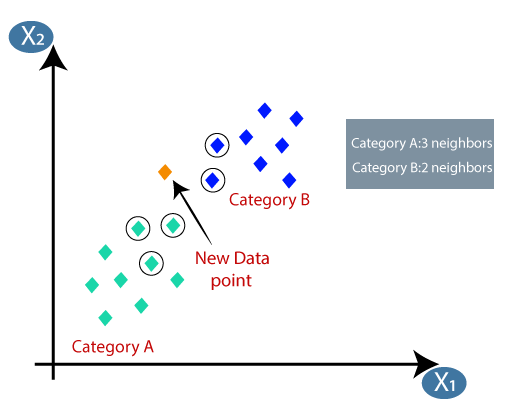 X2
Category A:3 neighbors
Category B:2 neighbors
Category B
New Data
point
Category A
X1